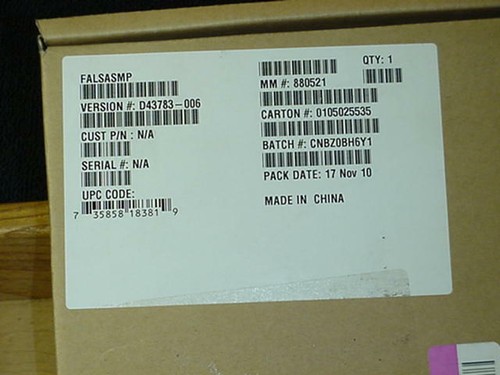 FALSASMP
VERSION #: D43783-006
CUST P/N : N/A
SERIAL #: N/A
UPC CODE:
7 35858 18381 9
QTY: 1
MM #: 880521
CARTON #: 0105025535
BATCH #: CNBZ0BH6Y1
PACK DATE: 17 Nov 10
MADE IN CHINA